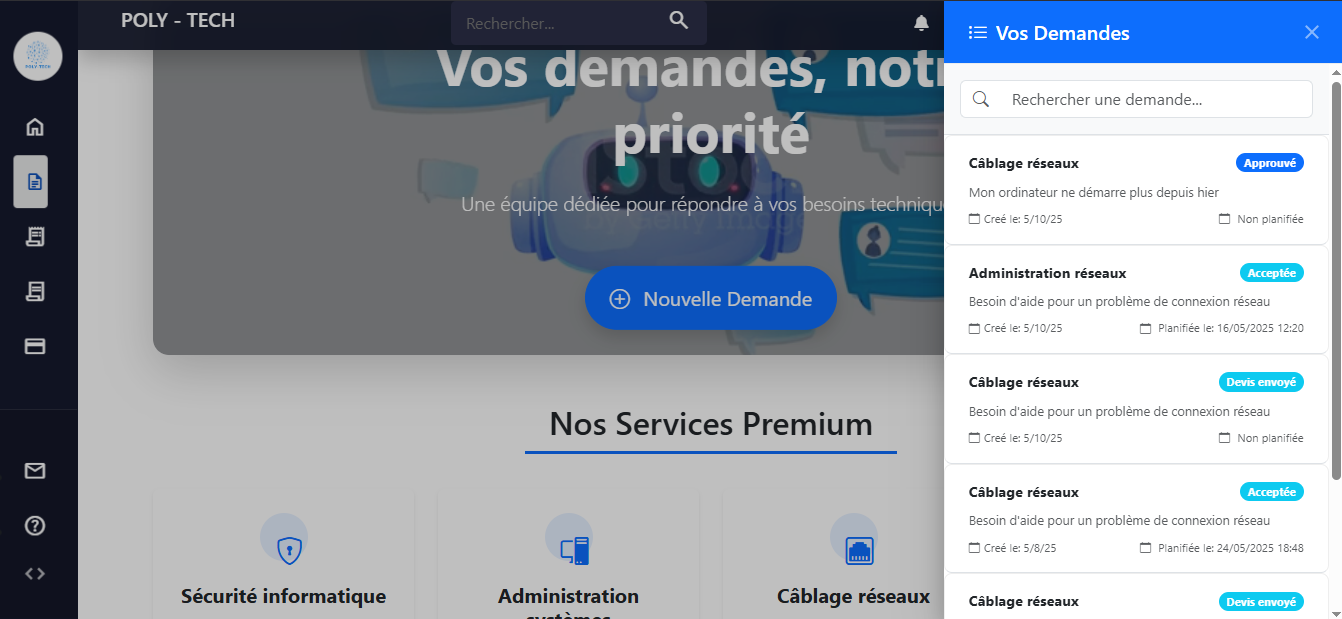 POLY - TECH
Rechercher...
POLY TECH
Vos demandes, notr
priorité
Une équipe dédiée pour répondre à vos besoins technique
Nouvelle Demande
Nos Services Premium
Sécurité informatique
Administration
systèmes
Câblage réseaux
Vos Demandes
Rechercher une demande...
Câblage réseaux Approuvé
Mon ordinateur ne démarre plus depuis hier
Creé le: 5/10/25 Non planifiée
Administration réseaux Acceptée
Besoin d'aide pour un problème de connexion réseau
Creé le: 5/10/25 Planifiée le: 16/05/2025 12:20
Câblage réseaux Devis envoyé
Besoin d'aide pour un problème de connexion réseau
Creé le: 5/10/25 Non planifiée
Câblage réseaux Acceptée
Besoin d'aide pour un problème de connexion réseau
Creé le: 5/8/25 Planifiée le: 24/05/2025 18:48
Câblage réseaux Devis envoyé